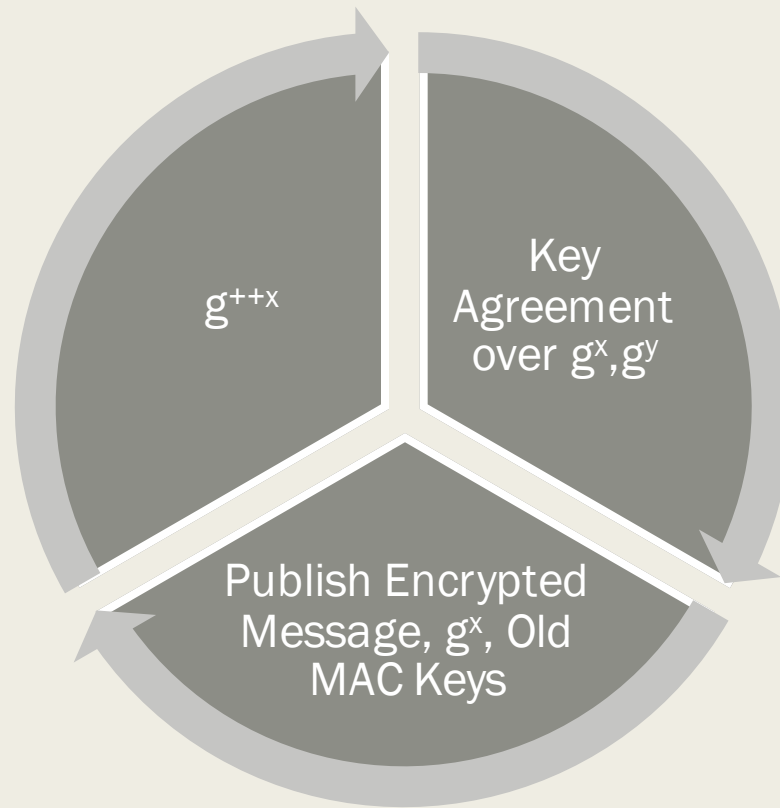 g⁺⁺ˣ
Key
Agreement
over gˣ,gʸ
Publish Encrypted
Message, gˣ, Old
MAC Keys